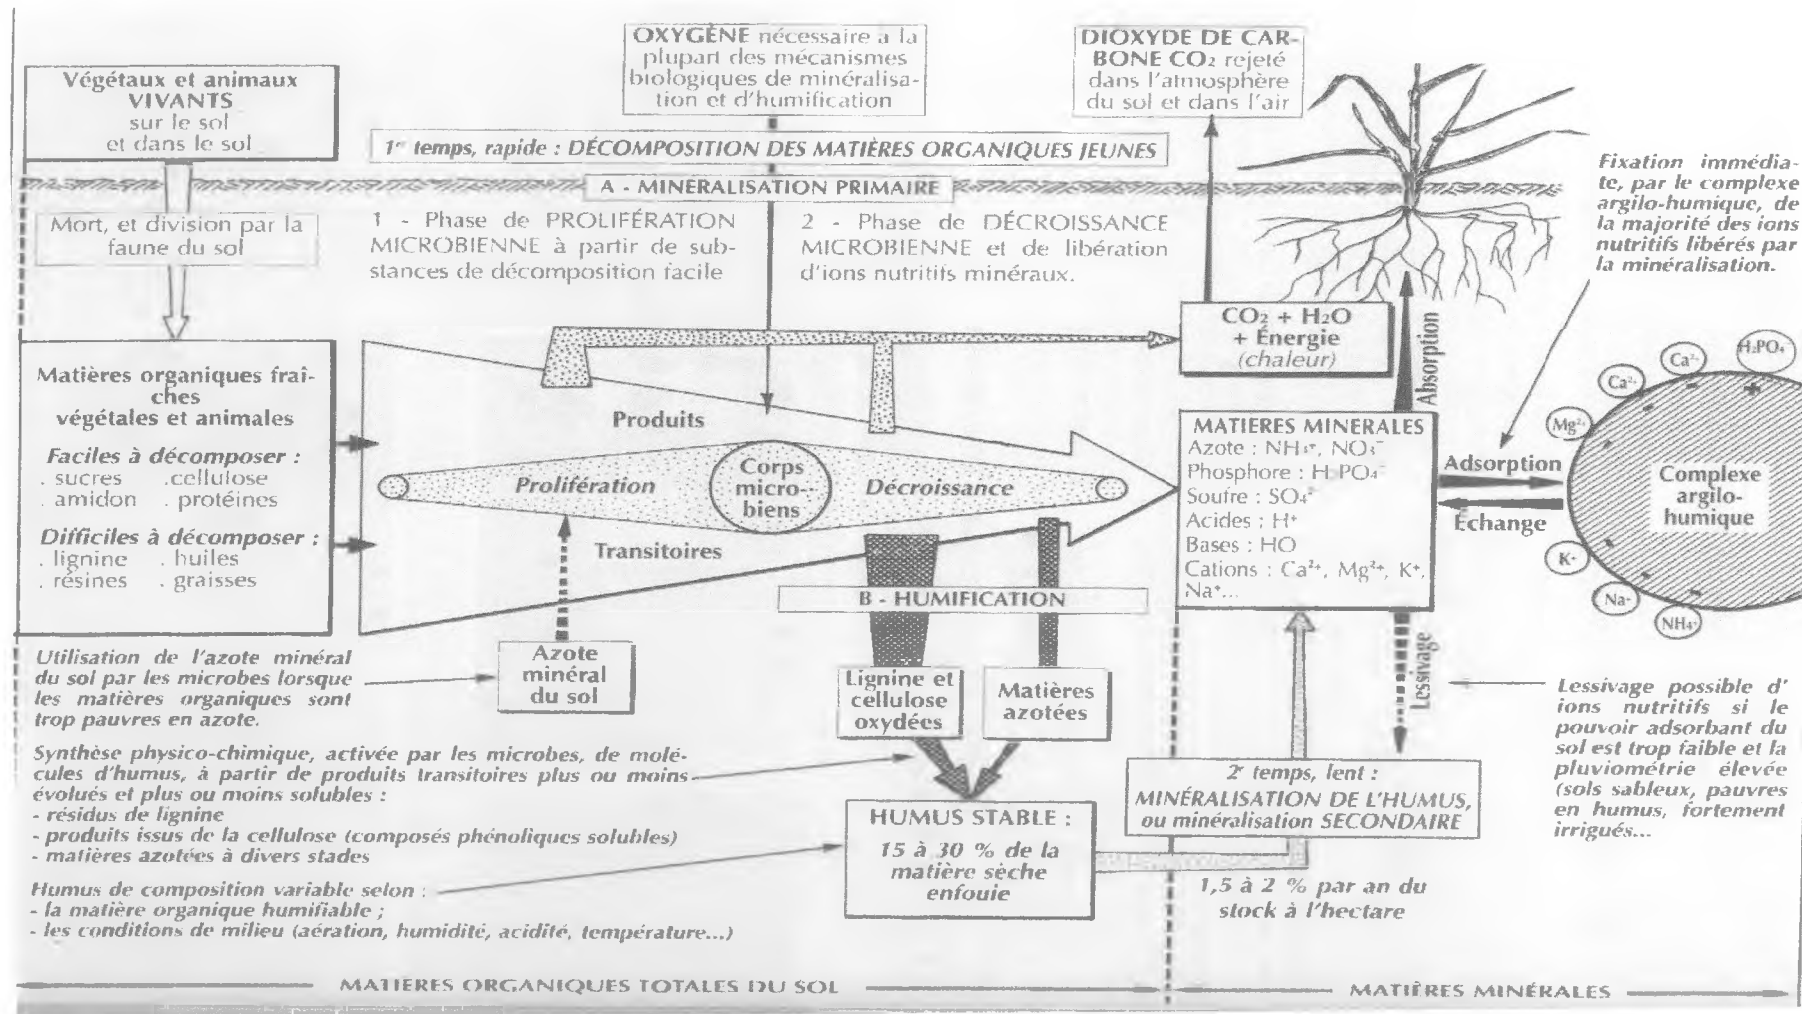 Végétaux et animaux
VIVANTS
sur le sol
et dans le sol
OXYGÈNE nécessaire a la
plupart des mécanismes
biologiques de minéralisa-
tion et d'humification
DIOXYDE DE CAR-
BONE CO₂ rejeté
dans l'atmosphère
du sol et dans l'air
1ᵉ temps, rapide : DÉCOMPOSITION DES MATIÈRES ORGANIQUES JEUNES
A - MINERALISATION PRIMAIRE
Mort, et division par la
faune du sol
1 - Phase de PROLIFÉRATION
MICROBIENNE à partir de sub-
stances de décomposition facile
2 - Phase de DÉCROISSANCE
MICROBIENNE et de libération
d'ions nutritifs minéraux.
Fixation immédia-
te, par le complexe
argilo-humique, de
la majorité des ions
nutritifs libérés par
la minéralisation.
CO₂ + H₂O
+ Énergie
(chaleur)
Absorption
Matières organiques fraî-
ches
végétales et animales
Faciles à décomposer :
. sucres .cellulose
. amidon . protéines
Difficiles à décomposer :
. lignine . huiles
. résines . graisses
Produits
Prolifération
Corps
micro-
biens
Décroissance
Transitoires
MATIERES MINERALES
Azote : NH₄⁺, NO₃⁻
Phosphore : H PO₄⁻
Soufre : SO₄
Acides : H⁺
Bases : HO
Cations : Ca²⁺, Mg²⁺, K⁺,
Na⁺...
Adsorption
Échange
Complexe
argilo-
humique
H₂PO₄⁻
Ca²⁺
Ca²⁺
Mg²⁺
K⁺
Na⁺
NH₄⁺
B - HUMIFICATION
Azote
minéral
du sol
Lignine et
cellulose
oxydées
Matières
azotées
Lessivage
Utilisation de l'azote minéral
du sol par les microbes lorsque
les matières organiques sont
trop pauvres en azote.
Synthèse physico-chimique, activée par les microbes, de molé-
cules d'humus, à partir de produits transitoires plus ou moins
évolués et plus ou moins solubles :
- résidus de lignine
- produits issus de la cellulose (composés phénoliques solubles)
- matières azotées à divers stades
Humus de composition variable selon :
- la matière organique humifiable ;
- les conditions de milieu (aération, humidité, acidité, température...)
HUMUS STABLE :
15 à 30 % de la
matière sèche
enfouie
2ᵉ temps, lent :
MINÉRALISATION DE L'HUMUS,
ou minéralisation SECONDAIRE
1,5 à 2 % par an du
stock à l'hectare
Lessivage possible d'
ions nutritifs si le
pouvoir adsorbant du
sol est trop faible et la
pluviométrie élevée
(sols sableux, pauvres
en humus, fortement
irrigués...
MATIERES ORGANIQUES TOTALES DU SOL
MATIÈRES MINÉRALES